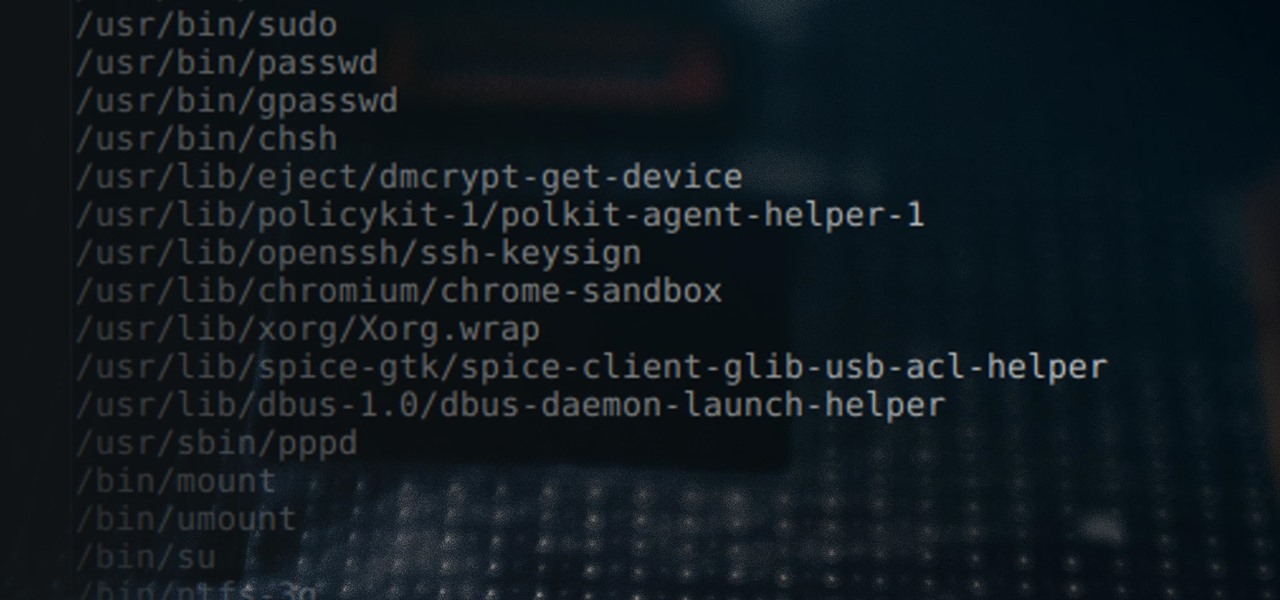 /usr/bin/sudo
/usr/bin/passwd
/usr/bin/gpasswd
/usr/bin/chsh
/usr/lib/eject/dmcrypt-get-device
/usr/lib/policykit-1/polkit-agent-helper-1
/usr/lib/openssh/ssh-keysign
/usr/lib/chromium/chrome-sandbox
/usr/lib/xorg/Xorg.wrap
/usr/lib/spice-gtk/spice-client-glib-usb-acl-helper
/usr/lib/dbus-1.0/dbus-daemon-launch-helper
/usr/sbin/pppd
/bin/mount
/bin/umount
/bin/su
/bin/ntfs-3g